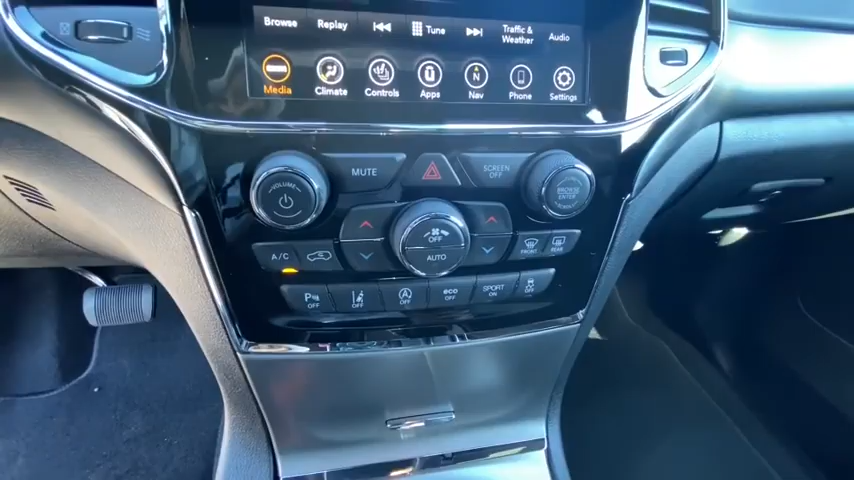 Browse Replay Tune Traffic & Weather Audio
Media Climate Controls Apps Nav Phone Settings
MUTE SCREEN OFF
VOLUME BROWSE ENTER SCROLL
OFF
AUTO
A/C FRONT REAR
OFF OFF OFF eco OFF SPORT ON OFF